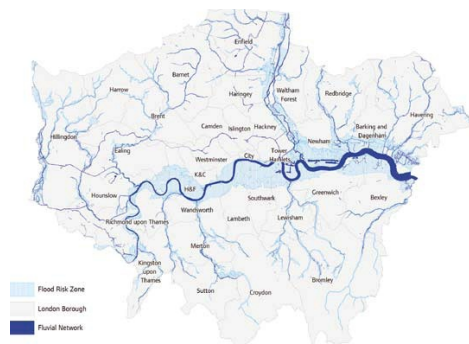 Enfield
Barnet
Harrow
Haringey
Waltham
Forest
Redbridge
Havering
Barking and
Dagenham
Brent
Camden
Islington
Hackney
Newham
Hillingdon
Ealing
Westminster
City
Tower
Hamlets
K&C
H&F
Hounslow
Southwark
Greenwich
Bexley
Richmond upon Thames
Wandsworth
Lambeth
Lewisham
Merton
Kingston
upon
Thames
Sutton
Croydon
Bromley
Flood Risk Zone
London Borough
Fluvial Network